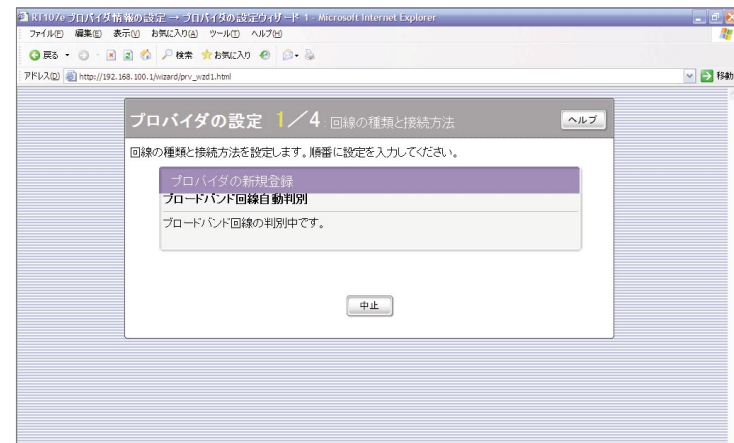 RT107e プロバイダ情報の設定 → プロバイダの設定ウィザード 1 - Microsoft Internet Explorer
ファイル(F) 編集(E) 表示(V) お気に入り(A) ツール(T) ヘルプ(H)
戻る 検索 お気に入り
アドレス(D) http://192.168.100.1/wizard/prv_wzd1.html 移動
プロバイダの設定 1/4 : 回線の種類と接続方法 ヘルプ
回線の種類と接続方法を設定します。順番に設定を入力してください。
プロバイダの新規登録
ブロードバンド回線自動判別
ブロードバンド回線の判別中です。
中止